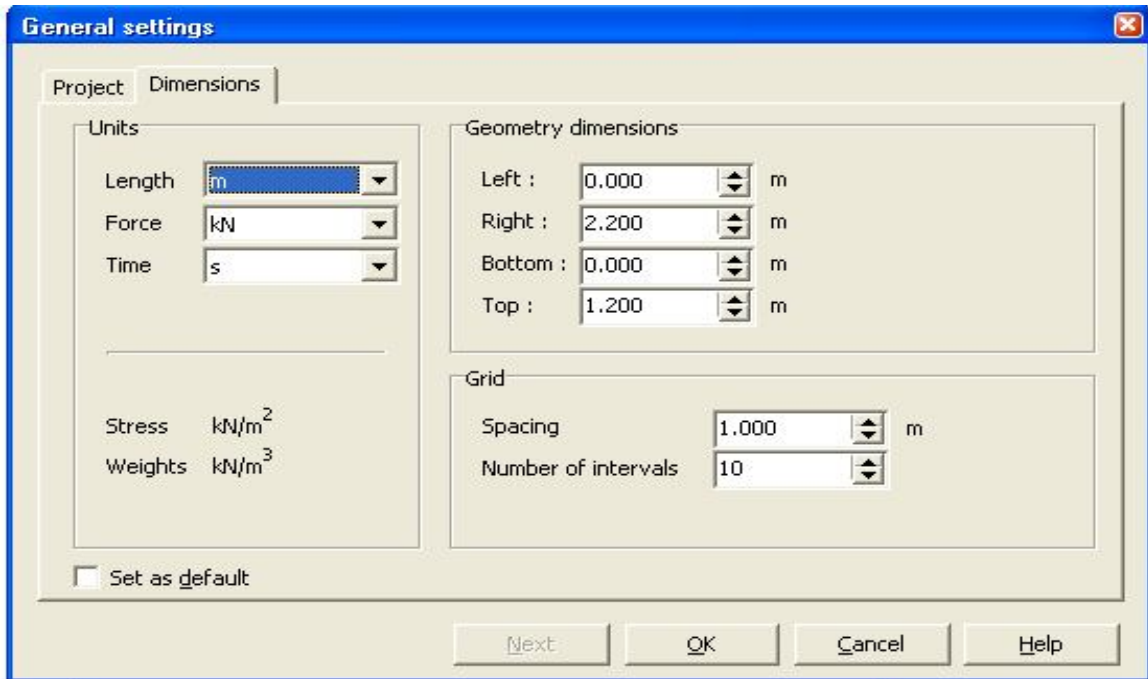 General settings
Project Dimensions
Units
Length m
Force kN
Time s
Stress kN/m²
Weights kN/m³
Geometry dimensions
Left : 0.000 m
Right : 2.200 m
Bottom : 0.000 m
Top : 1.200 m
Grid
Spacing 1.000 m
Number of intervals 10
Set as default
Next OK Cancel Help